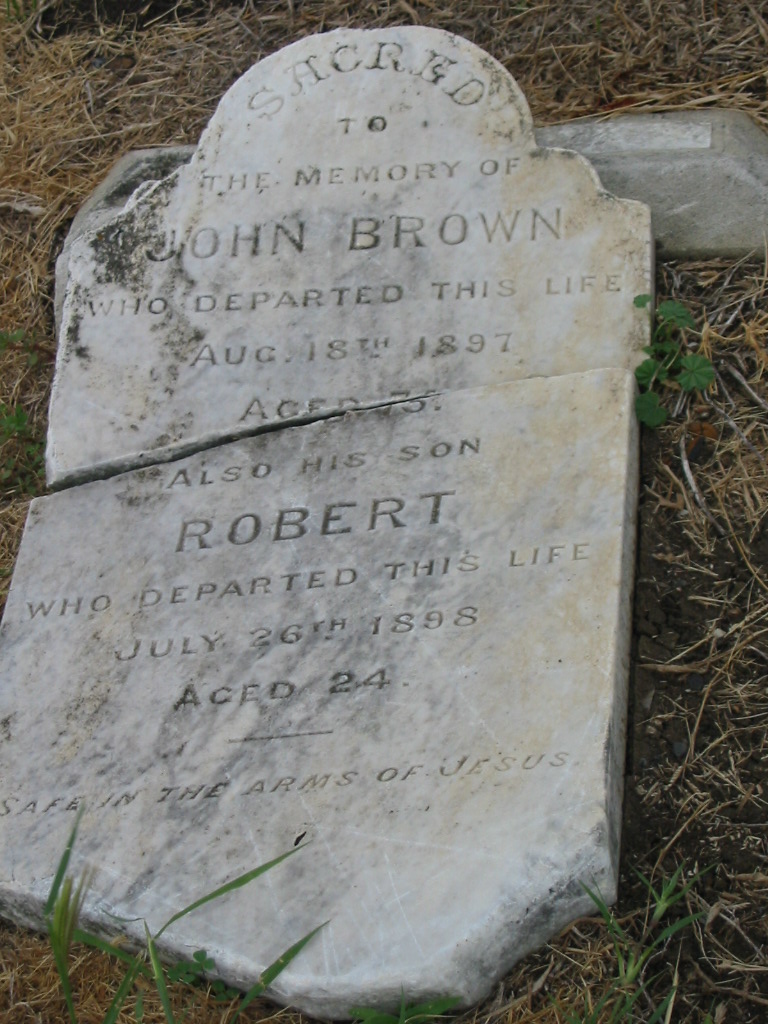 SACRED
TO
THE MEMORY OF
JOHN BROWN
WHO DEPARTED THIS LIFE
AUG. 18TH 1897
AGED 75.
ALSO HIS SON
ROBERT
WHO DEPARTED THIS LIFE
JULY 26TH 1898
AGED 24.
SAFE IN THE ARMS OF JESUS.